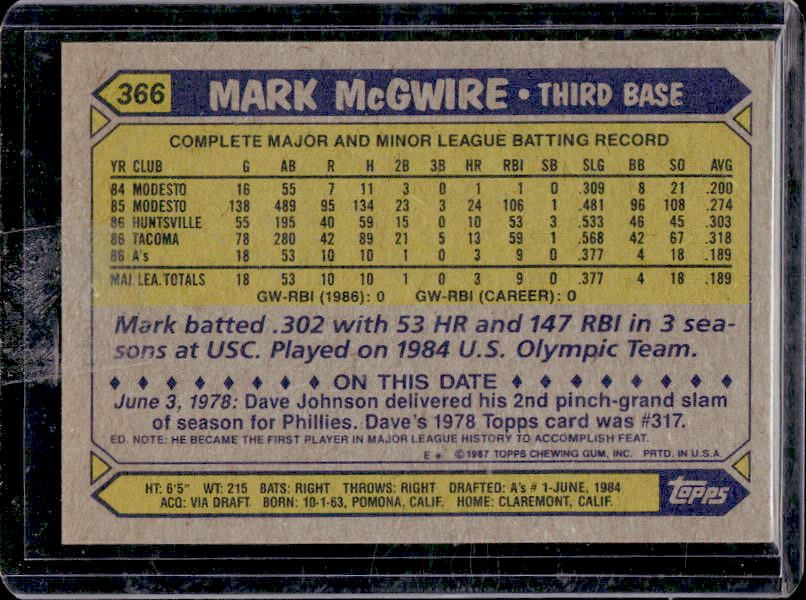 366 MARK McGWIRE • THIRD BASE
COMPLETE MAJOR AND MINOR LEAGUE BATTING RECORD
YR CLUB G AB R H 2B 3B HR RBI SB SLG BB SO AVG
84 MODESTO 16 55 7 11 3 0 1 1 0 .309 8 21 .200
85 MODESTO 138 489 95 134 23 3 24 106 1 .481 96 108 .274
86 HUNTSVILLE 55 195 40 59 15 0 10 53 3 .533 46 45 .303
86 TACOMA 78 280 42 89 21 5 13 59 1 .568 42 67 .318
86 A's 18 53 10 10 1 0 3 9 0 .377 4 18 .189
MAJ. LEA. TOTALS 18 53 10 10 1 0 3 9 0 .377 4 18 .189
GW-RBI (1986): 0 GW-RBI (CAREER): 0
Mark batted .302 with 53 HR and 147 RBI in 3 sea-
sons at USC. Played on 1984 U.S. Olympic Team.
ON THIS DATE
June 3, 1978: Dave Johnson delivered his 2nd pinch-grand slam
of season for Phillies. Dave's 1978 Topps card was #317.
ED. NOTE: HE BECAME THE FIRST PLAYER IN MAJOR LEAGUE HISTORY TO ACCOMPLISH FEAT.
E * © 1987 TOPPS CHEWING GUM, INC. PRTD. IN U.S.A.
HT: 6'5" WT: 215 BATS: RIGHT THROWS: RIGHT DRAFTED: A's # 1-JUNE, 1984
ACQ: VIA DRAFT BORN: 10-1-63, POMONA, CALIF. HOME: CLAREMONT, CALIF.
topps